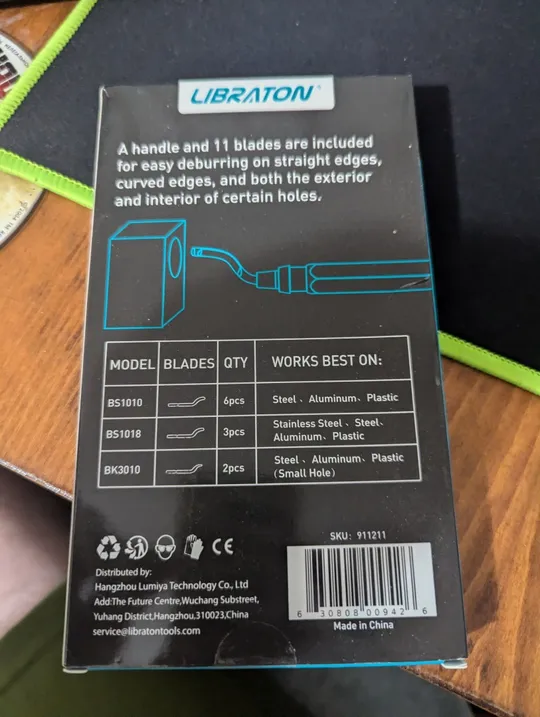 LIBRATON
A handle and 11 blades are included
for easy deburring on straight edges,
curved edges, and both the exterior
and interior of certain holes.
MODEL BLADES QTY WORKS BEST ON:
BS1010 6pcs Steel、Aluminum、Plastic
BS1018 3pcs Stainless Steel、Steel、
Aluminum、Plastic
BK3010 2pcs Steel、Aluminum、Plastic
(Small Hole)
CE
SKU: 911211
Distributed by:
Hangzhou Lumiya Technology Co., Ltd
Add:The Future Centre,Wuchang Substreet,
Yuhang District,Hangzhou,310023,China
service@libratontools.com
6 30808 00942 6
Made in China